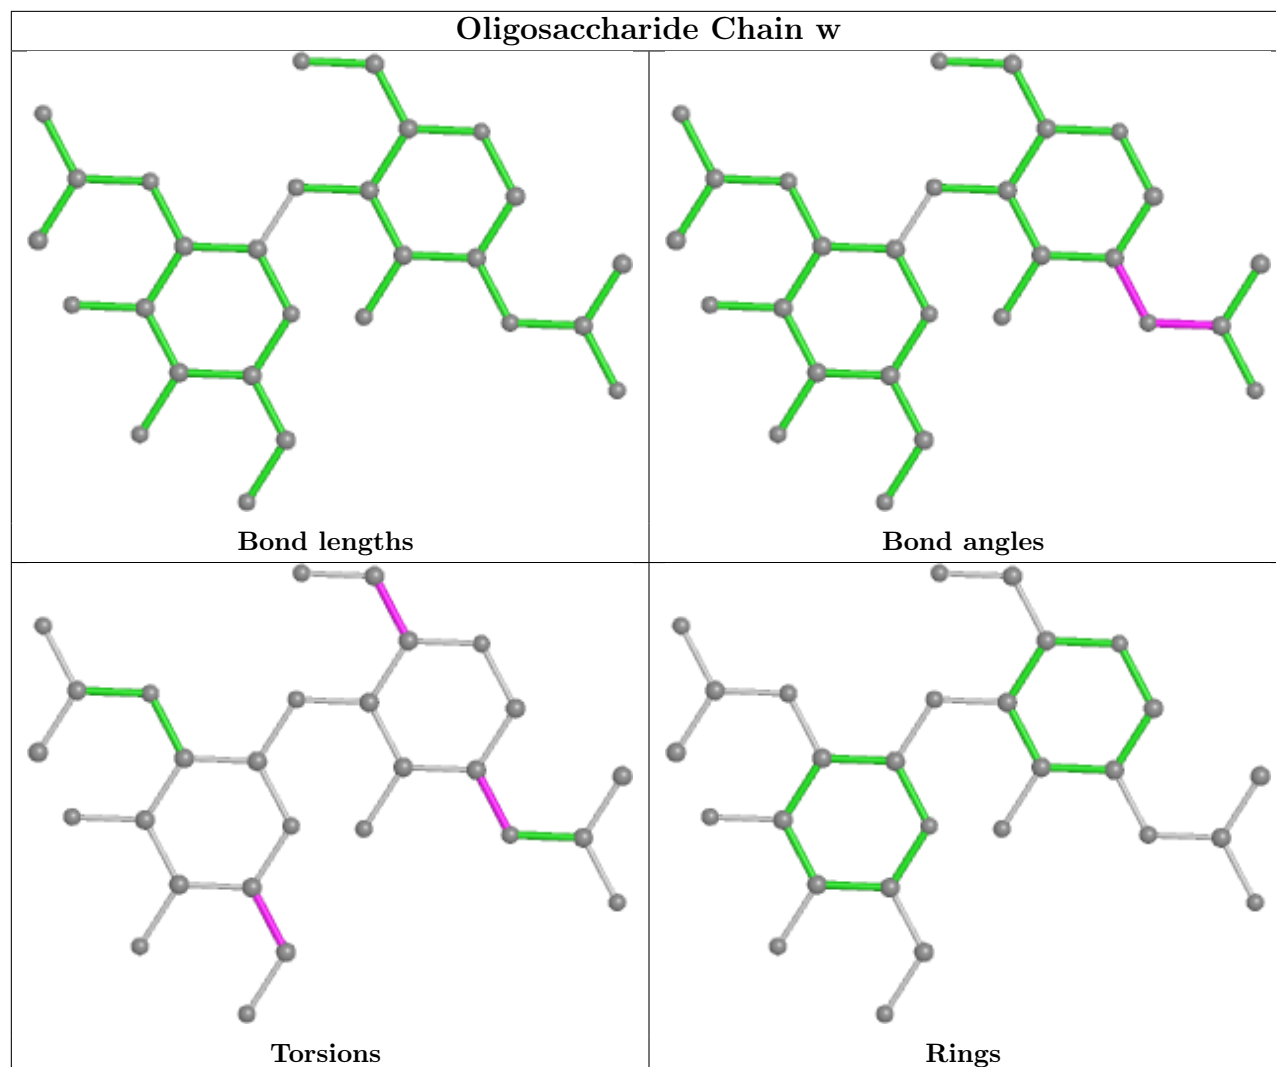 Oligosaccharide Chain w
Bond lengths
Bond angles
Torsions
Rings